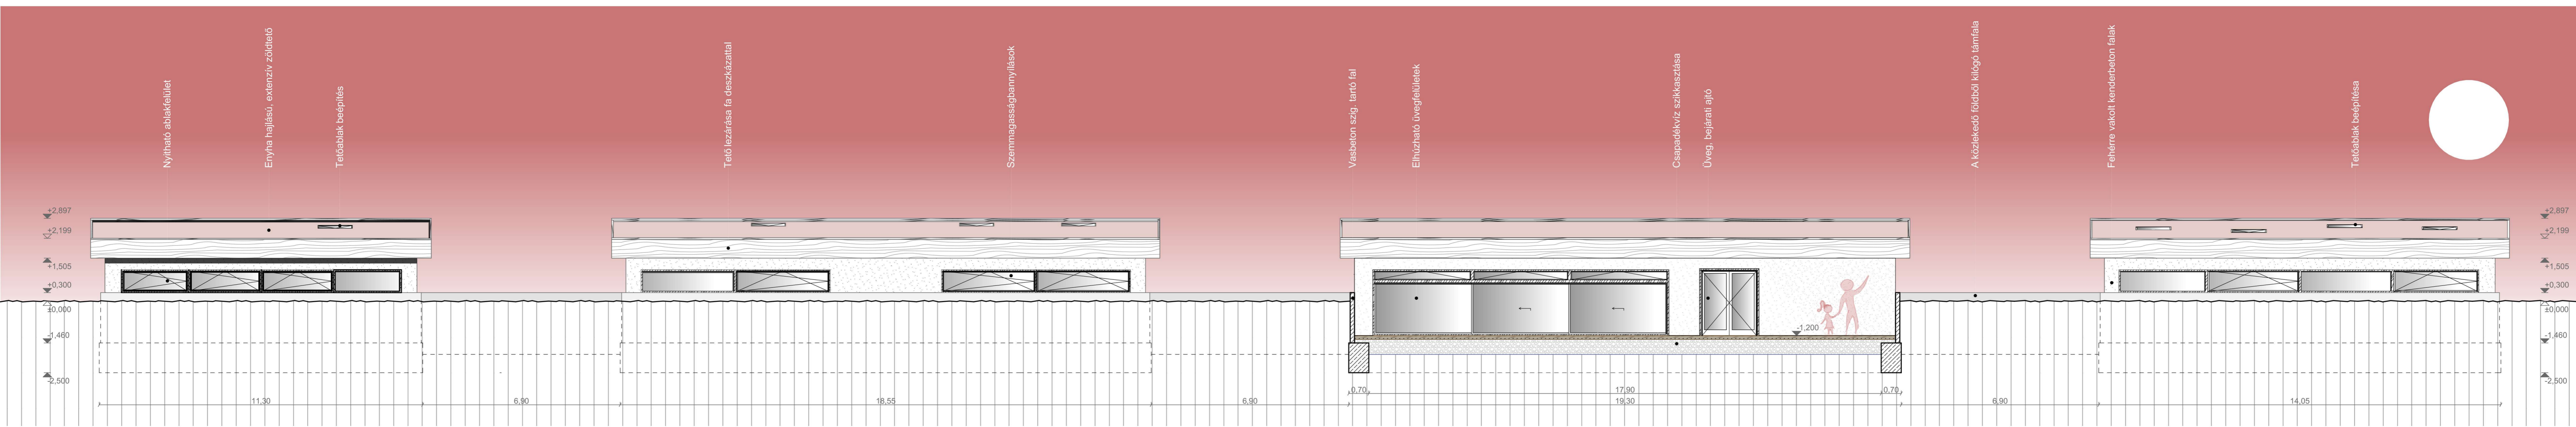 Nyitható ablakfelület
Enyha hajlású, extenzív zöldtető
Tetőablak beépítés
Tető lezárása fa deszkázattal
Szemmagasságbannyílások
Vasbeton szig. tartó fal
Elhúzható üvegfelületek
Csapadékvíz szikkasztása
Üveg, bejárati ajtó
A közlekedő földből kilógó támfala
Fehérre vakolt kenderbeton falak
Tetőablak beépítésa
+2,897
+2,199
+1,505
+0,300
±0,000
-1,460
-2,500
-1,200
+2,897
+2,199
+1,505
+0,300
±0,000
-1,460
-2,500
0,70
17,90
0,70
11,30
6,90
18,55
6,90
19,30
6,90
14,05